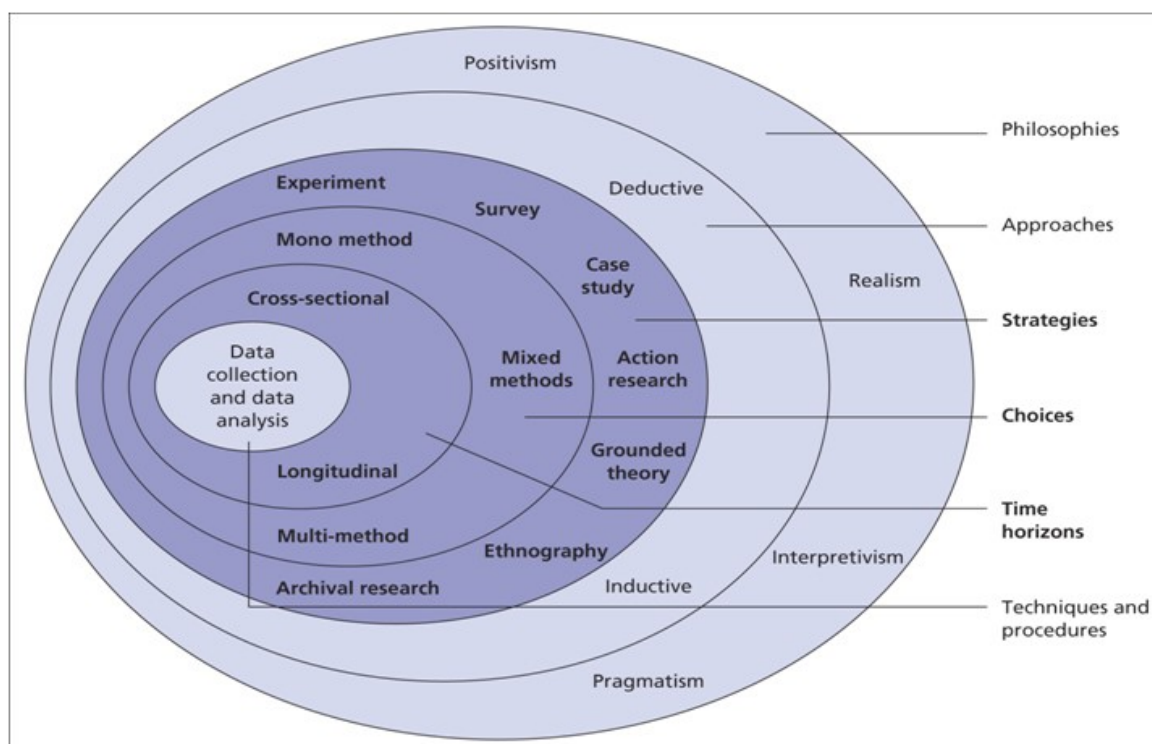 Positivism
Philosophies
Deductive
Approaches
Realism
Experiment
Survey
Case
study
Strategies
Action
research
Mono method
Mixed
methods
Choices
Cross-sectional
Grounded
theory
Data
collection
and data
analysis
Longitudinal
Time
horizons
Multi-method
Ethnography
Interpretivism
Archival research
Inductive
Techniques and
procedures
Pragmatism